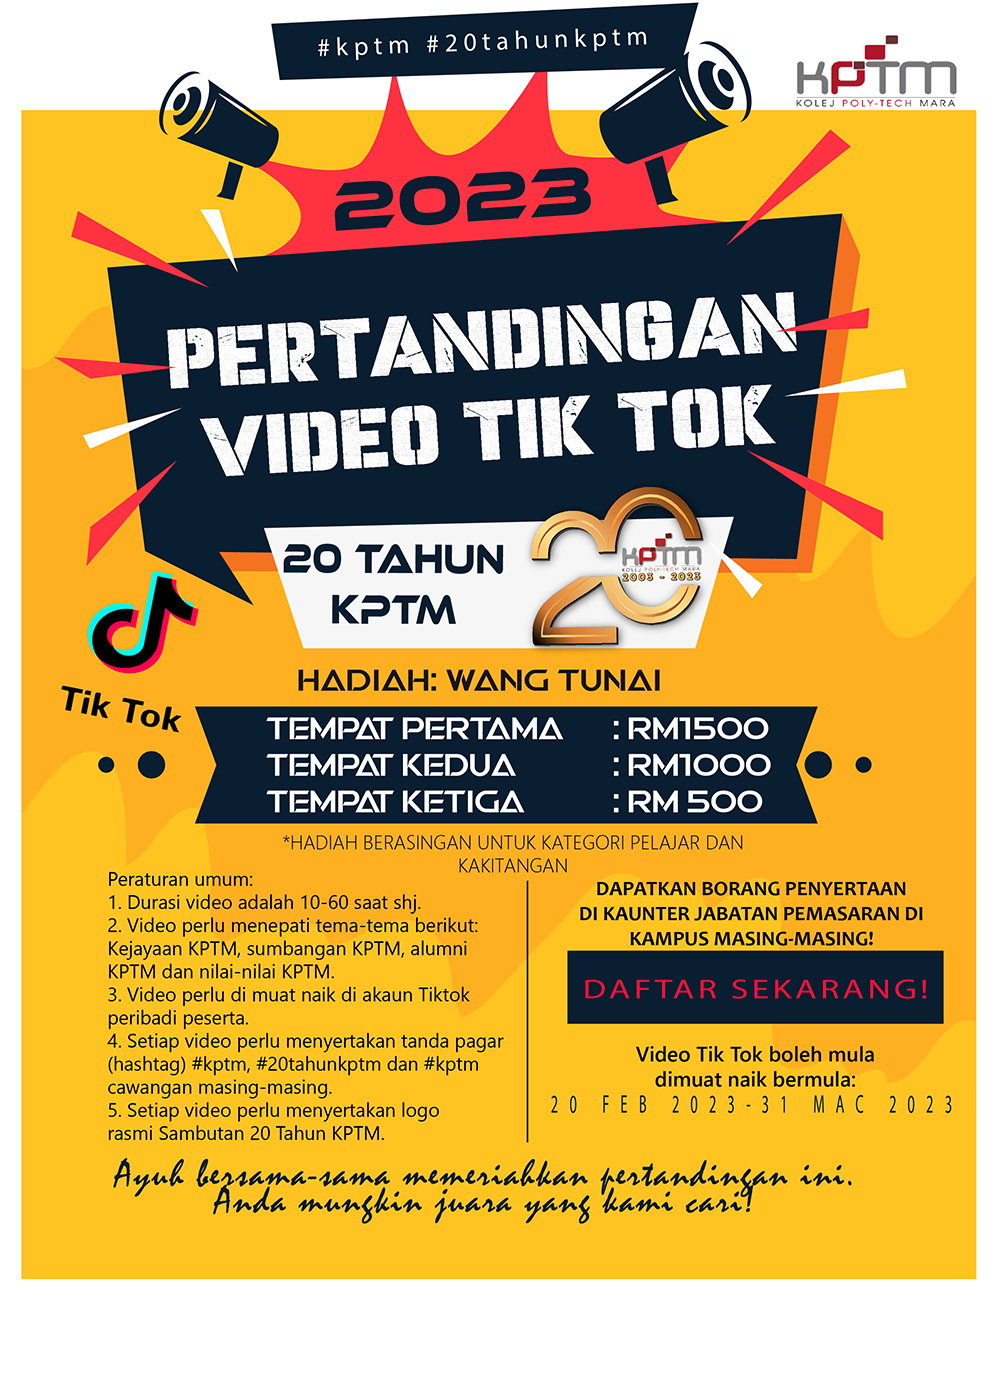 #kptm #20tahunkptm
KPTM
KOLEJ POLY-TECH MARA
2023
PERTANDINGAN
VIDEO TIK TOK
20 TAHUN
KPTM
20
KPTM
KOLEJ POLY-TECH MARA
2003 - 2023
Tik Tok
HADIAH: WANG TUNAI
TEMPAT PERTAMA : RM1500
TEMPAT KEDUA : RM1000
TEMPAT KETIGA : RM 500
*HADIAH BERASINGAN UNTUK KATEGORI PELAJAR DAN
KAKITANGAN
Peraturan umum:
1. Durasi video adalah 10-60 saat shj.
2. Video perlu menepati tema-tema berikut:
Kejayaan KPTM, sumbangan KPTM, alumni
KPTM dan nilai-nilai KPTM.
3. Video perlu di muat naik di akaun Tiktok
peribadi peserta.
4. Setiap video perlu menyertakan tanda pagar
(hashtag) #kptm, #20tahunkptm dan #kptm
cawangan masing-masing.
5. Setiap video perlu menyertakan logo
rasmi Sambutan 20 Tahun KPTM.
DAPATKAN BORANG PENYERTAAN
DI KAUNTER JABATAN PEMASARAN DI
KAMPUS MASING-MASING!
DAFTAR SEKARANG!
Video Tik Tok boleh mula
dimuat naik bermula:
20 FEB 2023-31 MAC 2023
Ayuh bersama-sama memeriahkan pertandingan ini.
Anda mungkin juara yang kami cari!